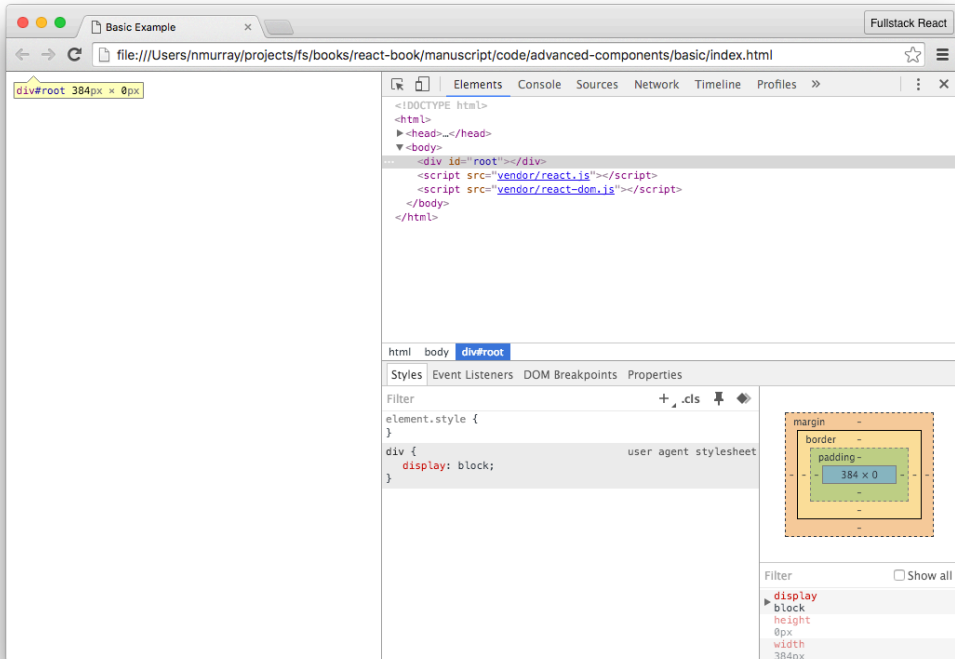 Basic Example ×
Fullstack React
file:///Users/nmurray/projects/fs/books/react-book/manuscript/code/advanced-components/basic/index.html
div#root 384px × 0px
Elements Console Sources Network Timeline Profiles »
<!DOCTYPE html>
<html>
▶<head>…</head>
▼<body>
... <div id="root"></div>
<script src="vendor/react.js"></script>
<script src="vendor/react-dom.js"></script>
</body>
</html>
html body div#root
Styles Event Listeners DOM Breakpoints Properties
Filter + .cls
element.style {
}
div { user agent stylesheet
display: block;
}
margin -
border -
padding -
- - - 384 × 0 - - -
-
-
-
Filter Show all
display
block
height
0px
width
384px